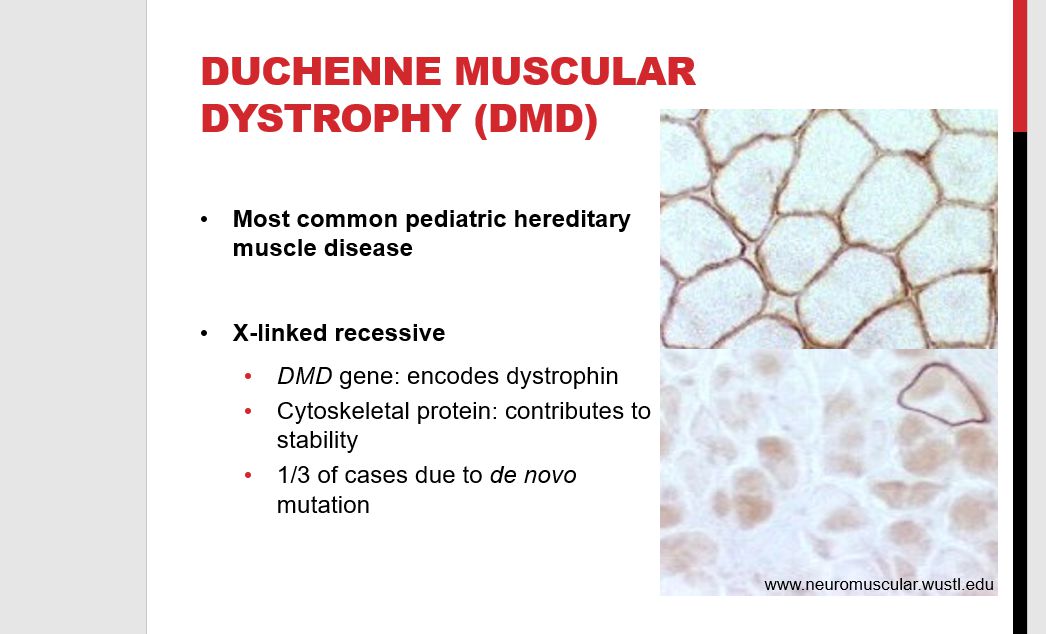 DUCHENNE MUSCULAR
DYSTROPHY (DMD)
• Most common pediatric hereditary
muscle disease
• X-linked recessive
• DMD gene: encodes dystrophin
• Cytoskeletal protein: contributes to
stability
• 1/3 of cases due to de novo
mutation
www.neuromuscular.wustl.edu